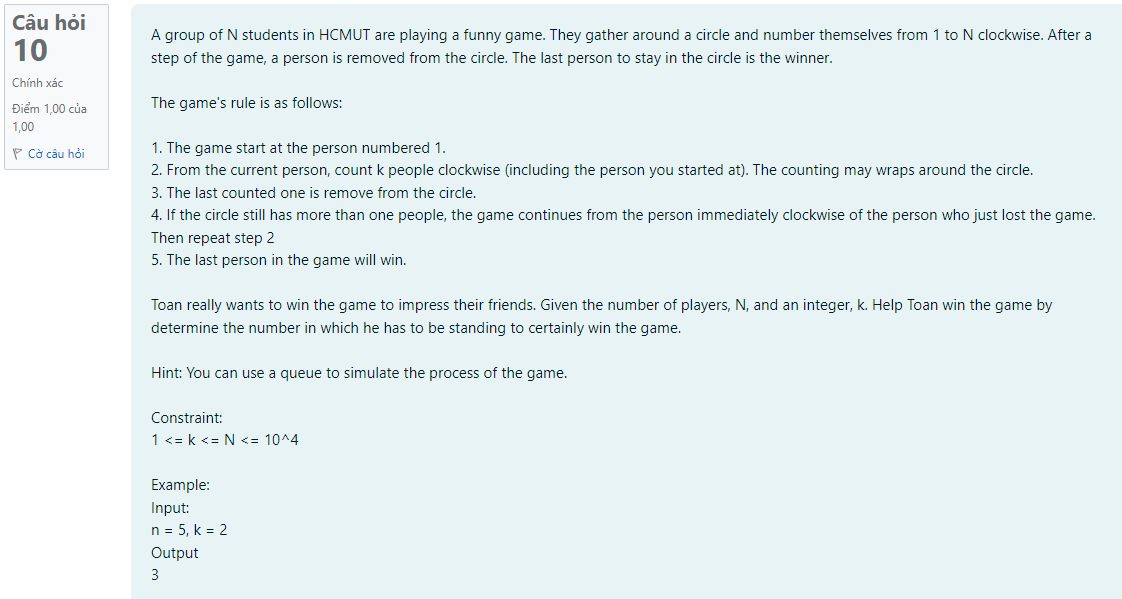 Câu hỏi
10
Chính xác
Điểm 1,00 của
1,00
Cờ câu hỏi
A group of N students in HCMUT are playing a funny game. They gather around a circle and number themselves from 1 to N clockwise. After a
step of the game, a person is removed from the circle. The last person to stay in the circle is the winner.
The game's rule is as follows:
1. The game start at the person numbered 1.
2. From the current person, count k people clockwise (including the person you started at). The counting may wraps around the circle.
3. The last counted one is remove from the circle.
4. If the circle still has more than one people, the game continues from the person immediately clockwise of the person who just lost the game.
Then repeat step 2
5. The last person in the game will win.
Toan really wants to win the game to impress their friends. Given the number of players, N, and an integer, k. Help Toan win the game by
determine the number in which he has to be standing to certainly win the game.
Hint: You can use a queue to simulate the process of the game.
Constraint:
1 <= k <= N <= 10^4
Example:
Input:
n = 5, k = 2
Output
3